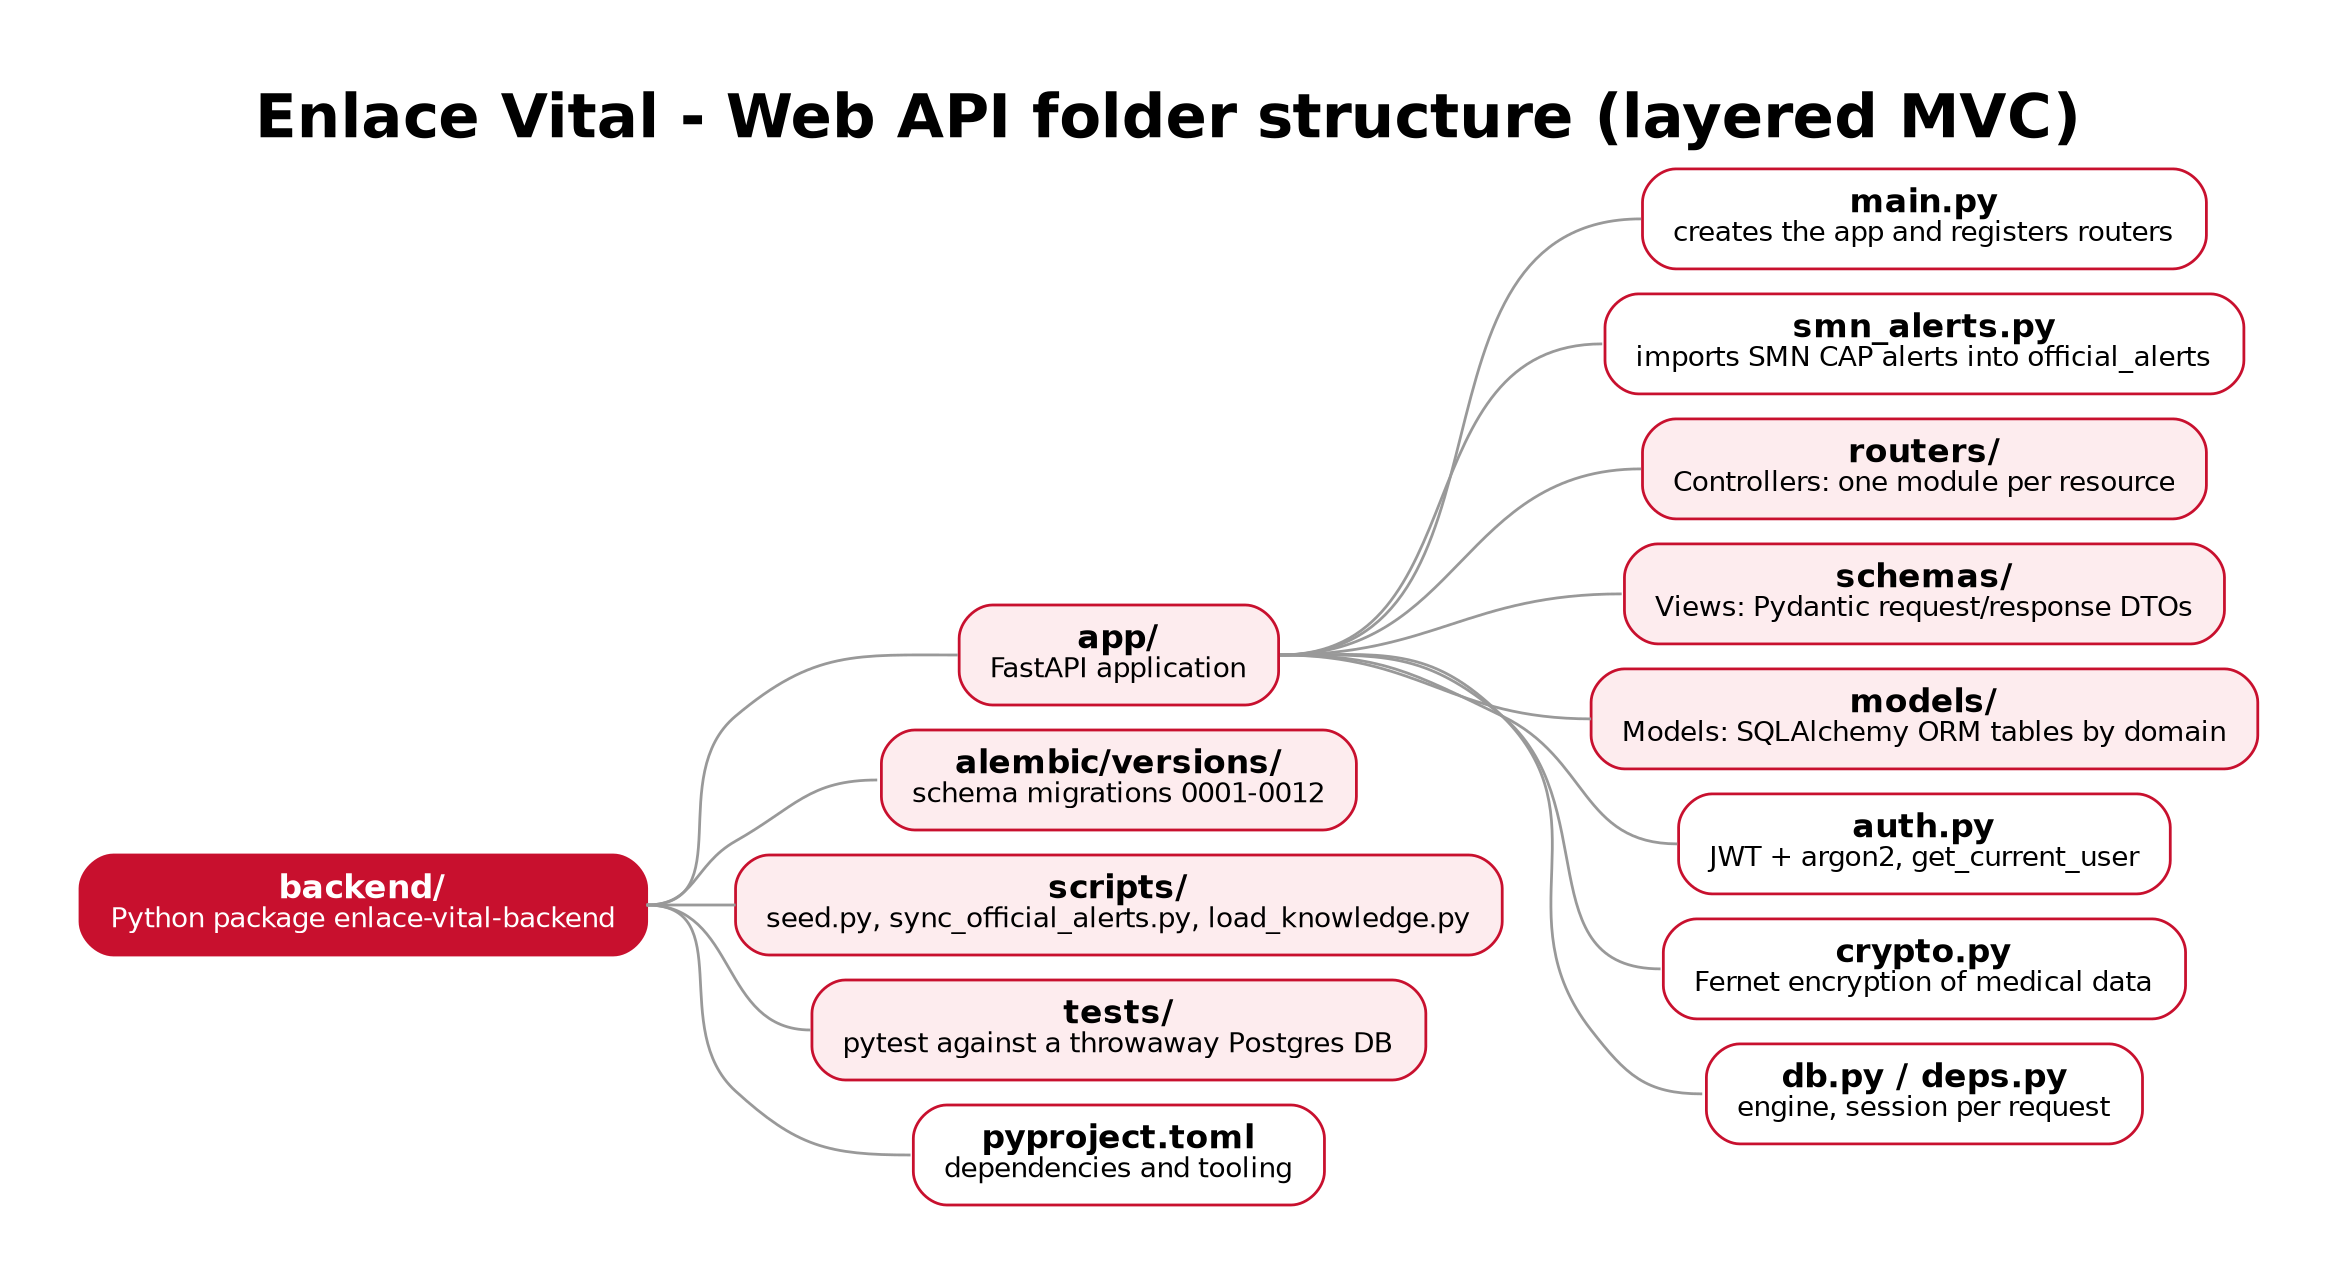 Enlace Vital - Web API folder structure (layered MVC)
backend/
Python package enlace-vital-backend
app/
FastAPI application
alembic/versions/
schema migrations 0001-0012
scripts/
seed.py, sync_official_alerts.py, load_knowledge.py
tests/
pytest against a throwaway Postgres DB
pyproject.toml
dependencies and tooling
main.py
creates the app and registers routers
smn_alerts.py
imports SMN CAP alerts into official_alerts
routers/
Controllers: one module per resource
schemas/
Views: Pydantic request/response DTOs
models/
Models: SQLAlchemy ORM tables by domain
auth.py
JWT + argon2, get_current_user
crypto.py
Fernet encryption of medical data
db.py / deps.py
engine, session per request